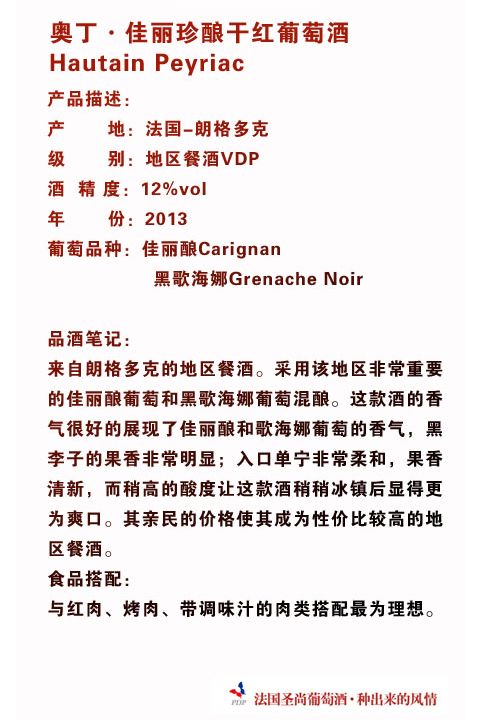 奥丁·佳丽珍酿干红葡萄酒
Hautain Peyriac
产品描述：
产 地：法国-朗格多克
级 别：地区餐酒VDP
酒 精 度：12%vol
年 份：2013
葡萄品种：佳丽酿Carignan
黑歌海娜Grenache Noir
品酒笔记：
来自朗格多克的地区餐酒。采用该地区非常重要
的佳丽酿葡萄和黑歌海娜葡萄混酿。这款酒的香
气很好的展现了佳丽酿和歌海娜葡萄的香气，黑
李子的果香非常明显；入口单宁非常柔和，果香
清新，而稍高的酸度让这款酒稍稍冰镇后显得更
为爽口。其亲民的价格使其成为性价比较高的地
区餐酒。
食品搭配：
与红肉、烤肉、带调味汁的肉类搭配最为理想。
PDP 法国圣尚葡萄酒·种出来的风情